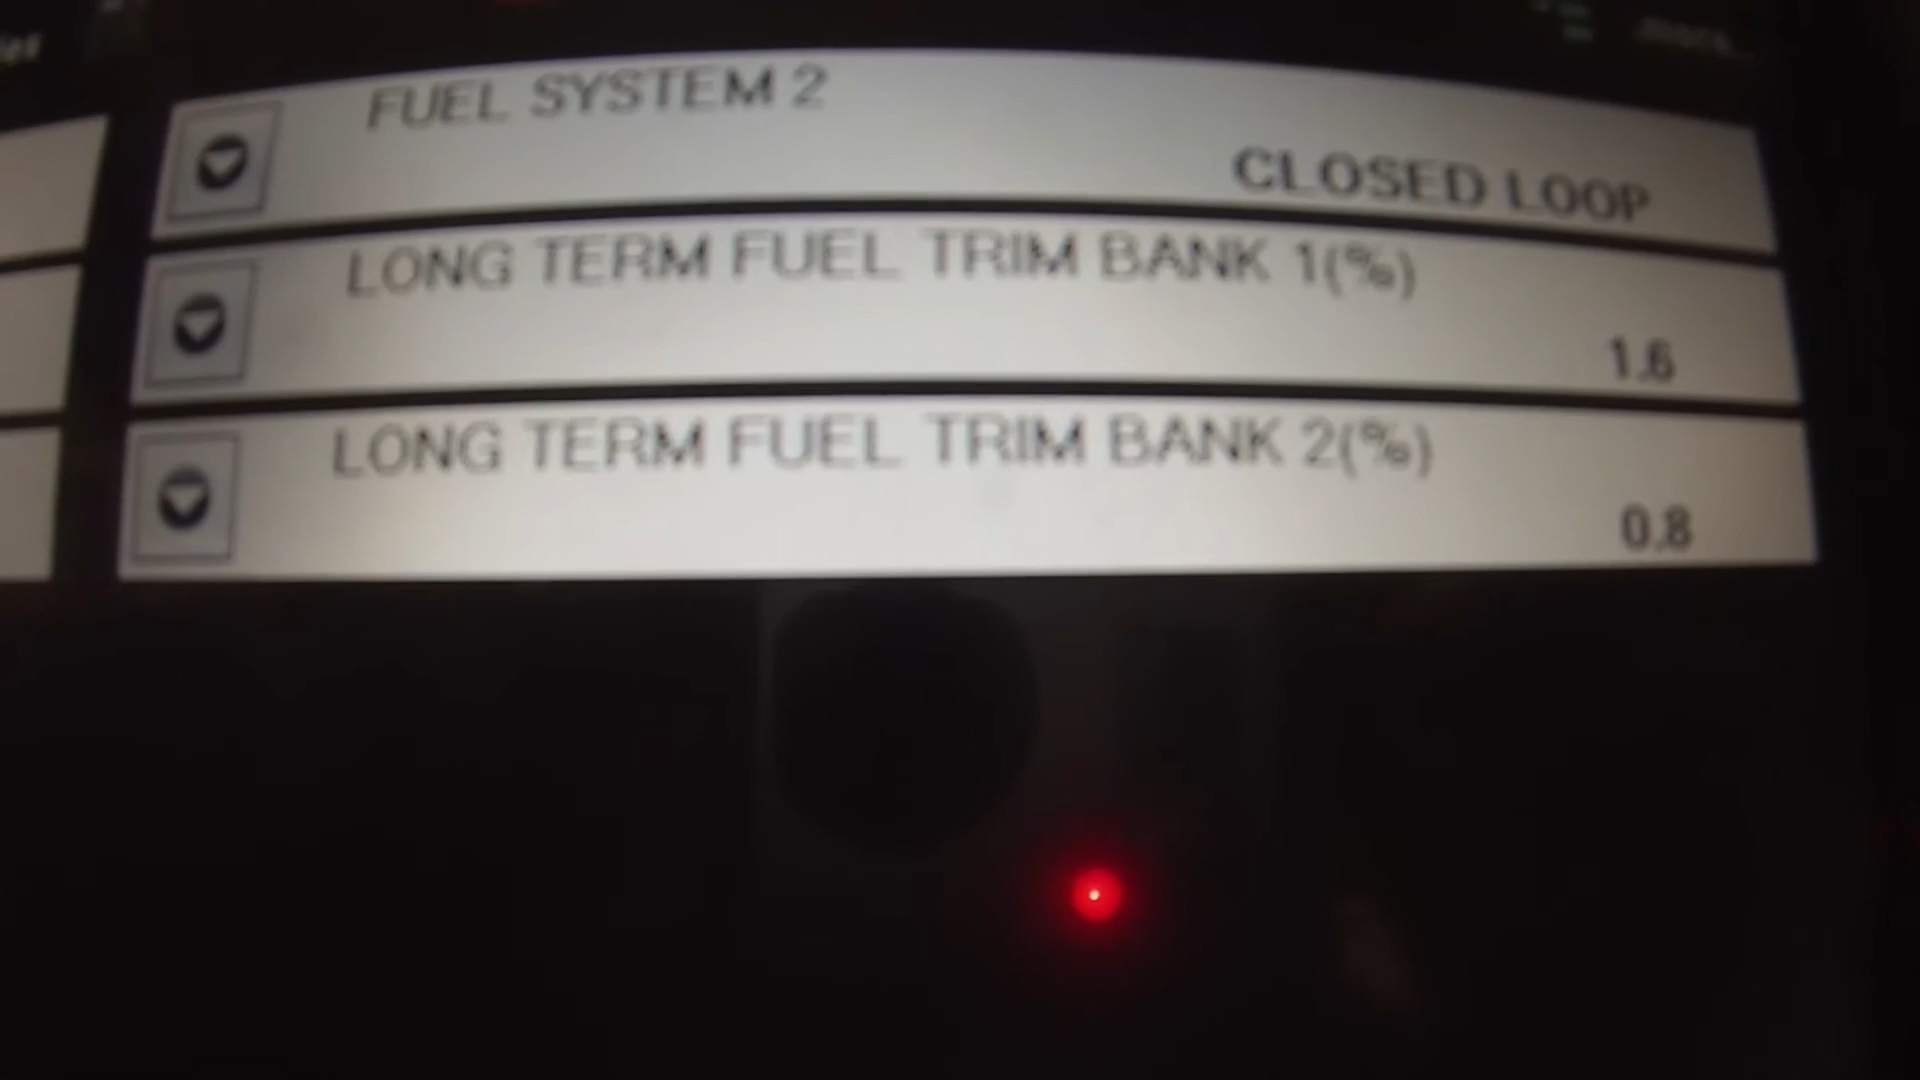 FUEL SYSTEM 2
CLOSED LOOP
LONG TERM FUEL TRIM BANK 1(%)
1.6
LONG TERM FUEL TRIM BANK 2(%)
0.8